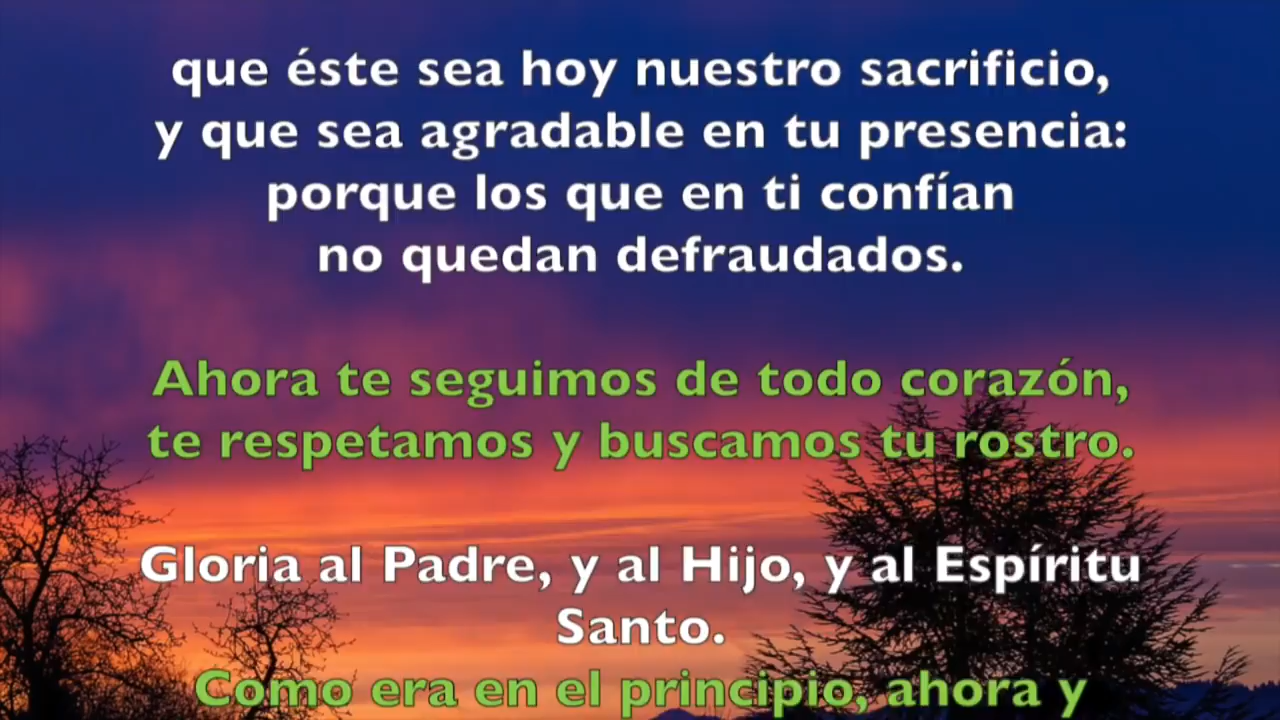 que éste sea hoy nuestro sacrificio,
y que sea agradable en tu presencia:
porque los que en ti confían
no quedan defraudados.
Ahora te seguimos de todo corazón,
te respetamos y buscamos tu rostro.
Gloria al Padre, y al Hijo, y al Espíritu
Santo.
Como era en el principio, ahora y